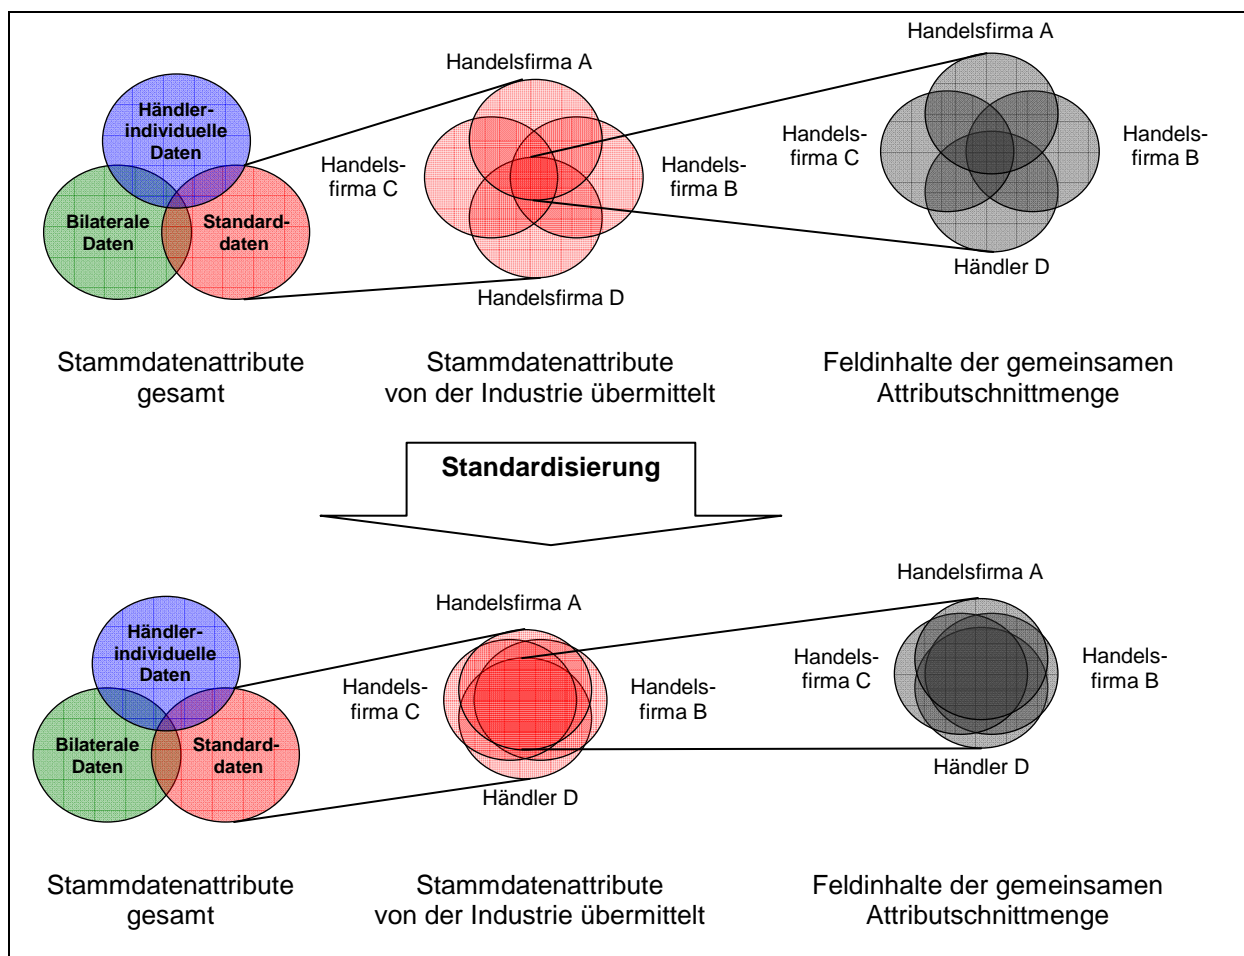 Handelsfirma A
Händler-
individuelle
Daten
Bilaterale
Daten
Standard-
daten
Handelsfirma A
Handels-
firma C
Handels-
firma B
Handelsfirma D
Handels-
firma C
Handels-
firma B
Händler D
Stammdatenattribute
gesamt
Stammdatenattribute
von der Industrie übermittelt
Feldinhalte der gemeinsamen
Attributschnittmenge
Standardisierung
Händler-
individuelle
Daten
Bilaterale
Daten
Standard-
daten
Handelsfirma A
Handels-
firma C
Handels-
firma B
Händler D
Handelsfirma A
Handels-
firma C
Handels-
firma B
Händler D
Stammdatenattribute
gesamt
Stammdatenattribute
von der Industrie übermittelt
Feldinhalte der gemeinsamen
Attributschnittmenge